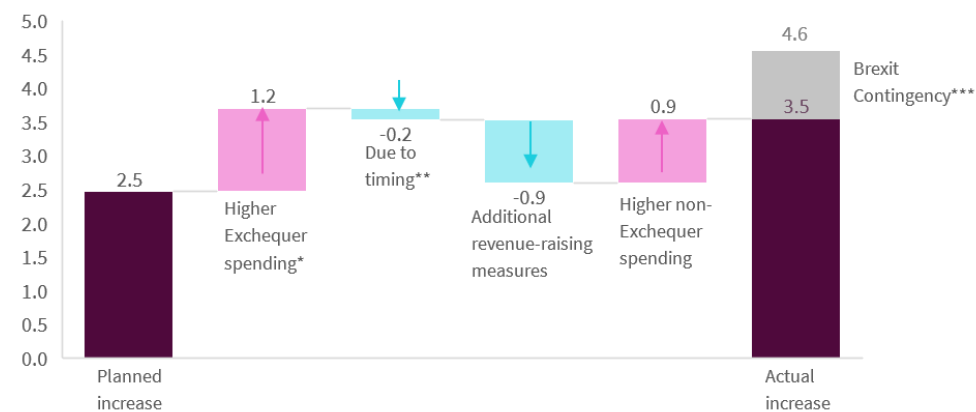 5.0
4.5
4.0
3.5
3.0
2.5
2.0
1.5
1.0
0.5
0.0
2.5
1.2
-0.2
-0.9
0.9
4.6
3.5
Higher
Exchequer
spending*
Due to
timing**
Additional
revenue-raising
measures
Higher non-
Exchequer
spending
Brexit
Contingency***
Planned
increase
Actual
increase